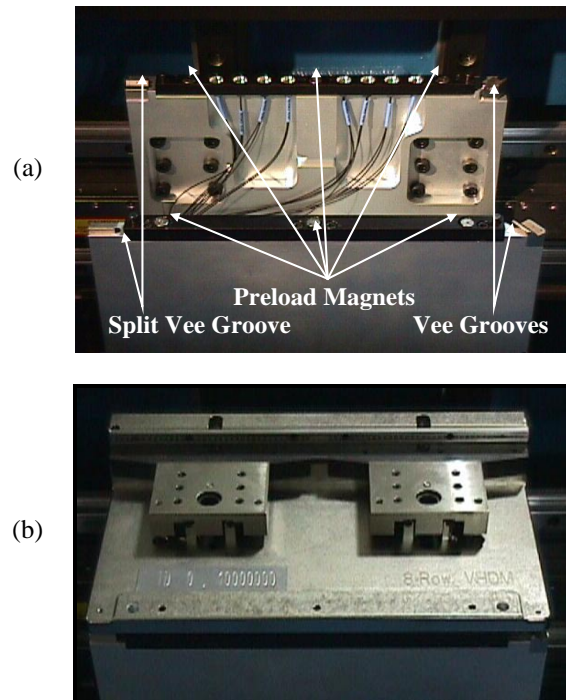 (a)
Preload Magnets
Split Vee Groove
Vee Grooves
(b)
8-Row VHDM